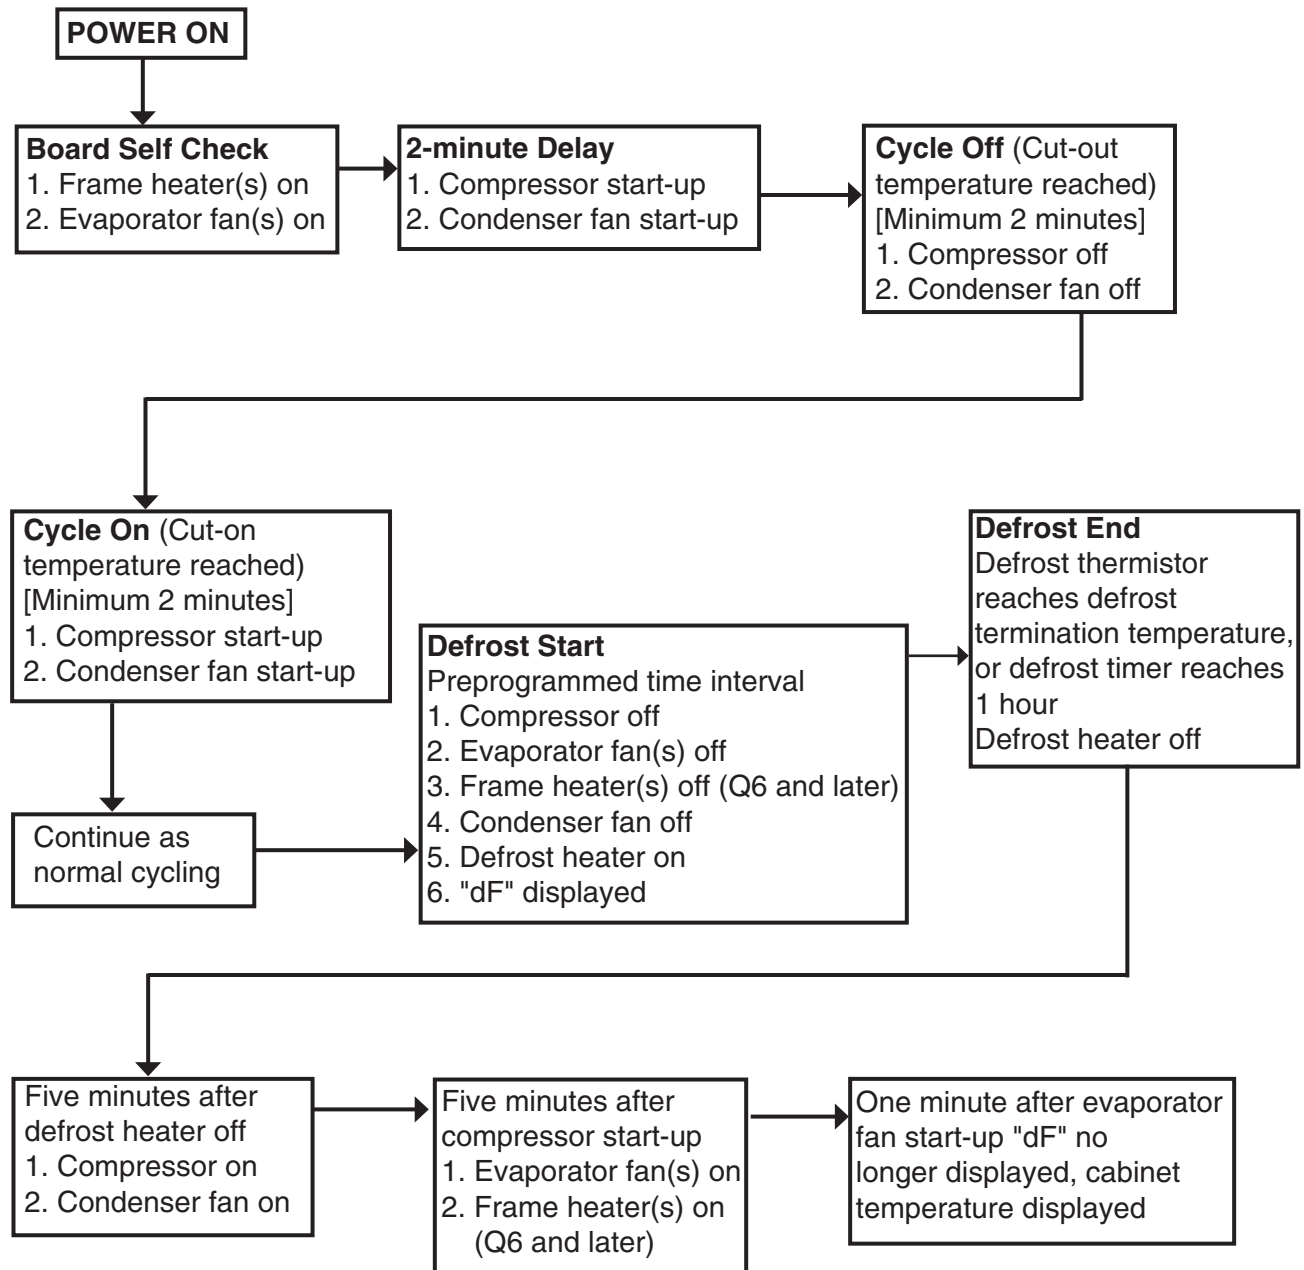 POWER ON
Board Self Check
1. Frame heater(s) on
2. Evaporator fan(s) on
2-minute Delay
1. Compressor start-up
2. Condenser fan start-up
Cycle Off (Cut-out
temperature reached)
[Minimum 2 minutes]
1. Compressor off
2. Condenser fan off
Cycle On (Cut-on
temperature reached)
[Minimum 2 minutes]
1. Compressor start-up
2. Condenser fan start-up
Continue as
normal cycling
Defrost Start
Preprogrammed time interval
1. Compressor off
2. Evaporator fan(s) off
3. Frame heater(s) off (Q6 and later)
4. Condenser fan off
5. Defrost heater on
6. "dF" displayed
Defrost End
Defrost thermistor
reaches defrost
termination temperature,
or defrost timer reaches
1 hour
Defrost heater off
Five minutes after
defrost heater off
1. Compressor on
2. Condenser fan on
Five minutes after
compressor start-up
1. Evaporator fan(s) on
2. Frame heater(s) on
(Q6 and later)
One minute after evaporator
fan start-up "dF" no
longer displayed, cabinet
temperature displayed